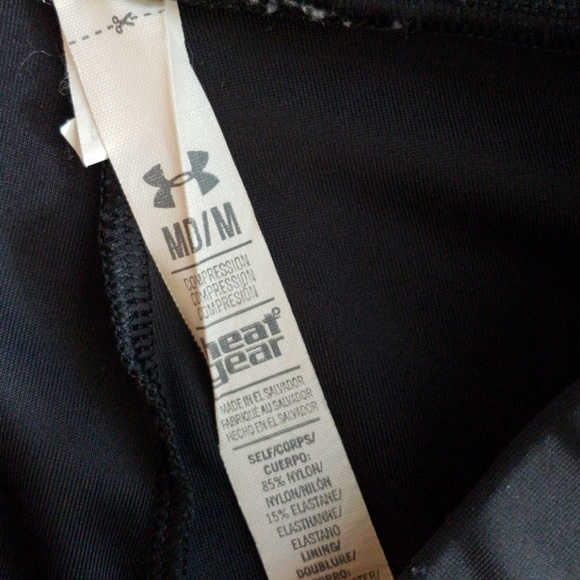 MD/M
COMPRESSION
COMPRESSION
COMPRESIÓN
heat
gear
MADE IN EL SALVADOR
FABRIQUÉ AU SALVADOR
HECHO EN EL SALVADOR
SELF/CORPS/
CUERPO:
85% NYLON/
NYLON/NILÓN
15% ELASTANE/
ELASTHANNE/
ELASTANO
LINING/
DOUBLURE/